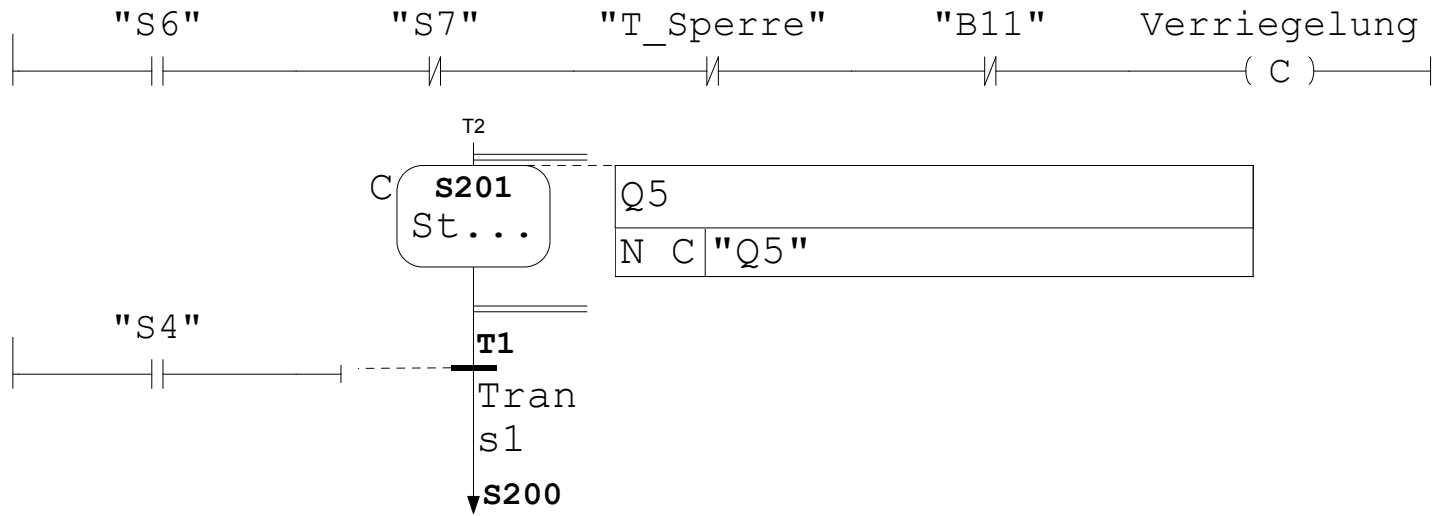 "S6" "S7" "T_Sperre" "B11" Verriegelung
( C )
T2
C S201 Q5
St...
N C "Q5"
"S4"
T1
Tran
s1
S200